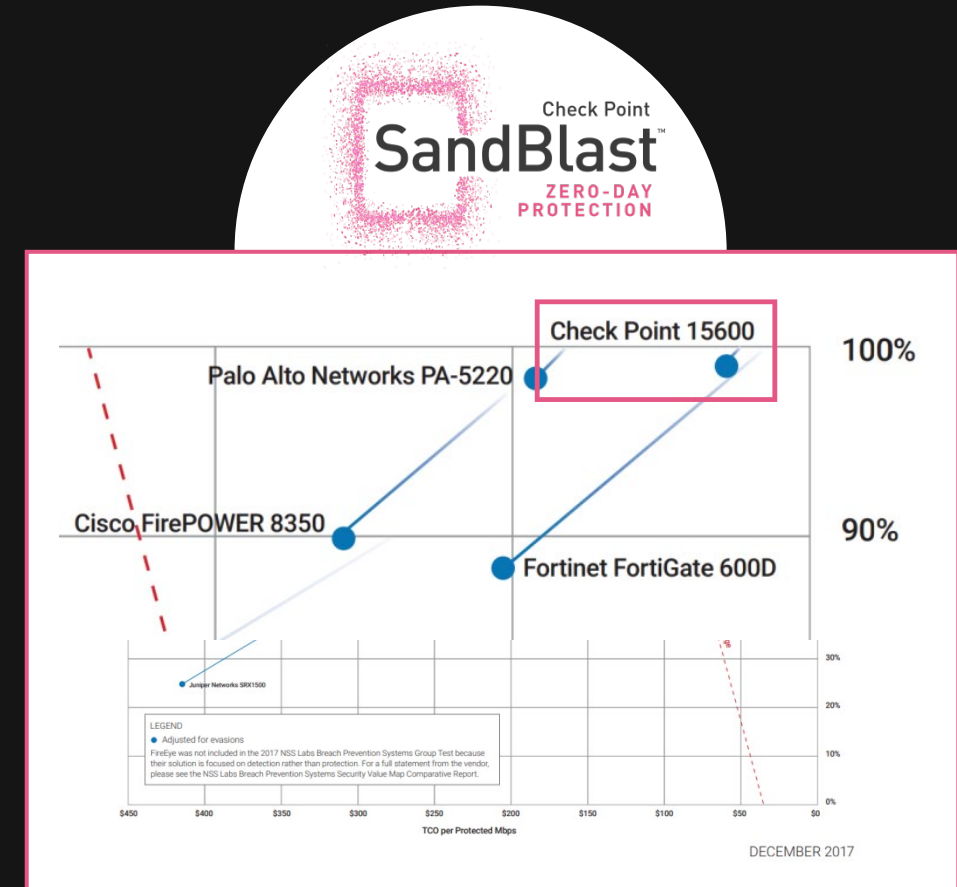 Check Point
SandBlast™
ZERO-DAY
PROTECTION
Check Point 15600
100%
Palo Alto Networks PA-5220
Cisco FirePOWER 8350
90%
Fortinet FortiGate 600D
30%
Juniper Networks SRX1500
20%
LEGEND
Adjusted for evasions
FireEye was not included in the 2017 NSS Labs Breach Prevention Systems Group Test because
their solution is focused on detection rather than protection. For a full statement from the vendor,
please see the NSS Labs Breach Prevention Systems Security Value Map Comparative Report.
10%
0%
$450 $400 $350 $300 $250 $200 $150 $100 $50 $0
TCO per Protected Mbps
DECEMBER 2017